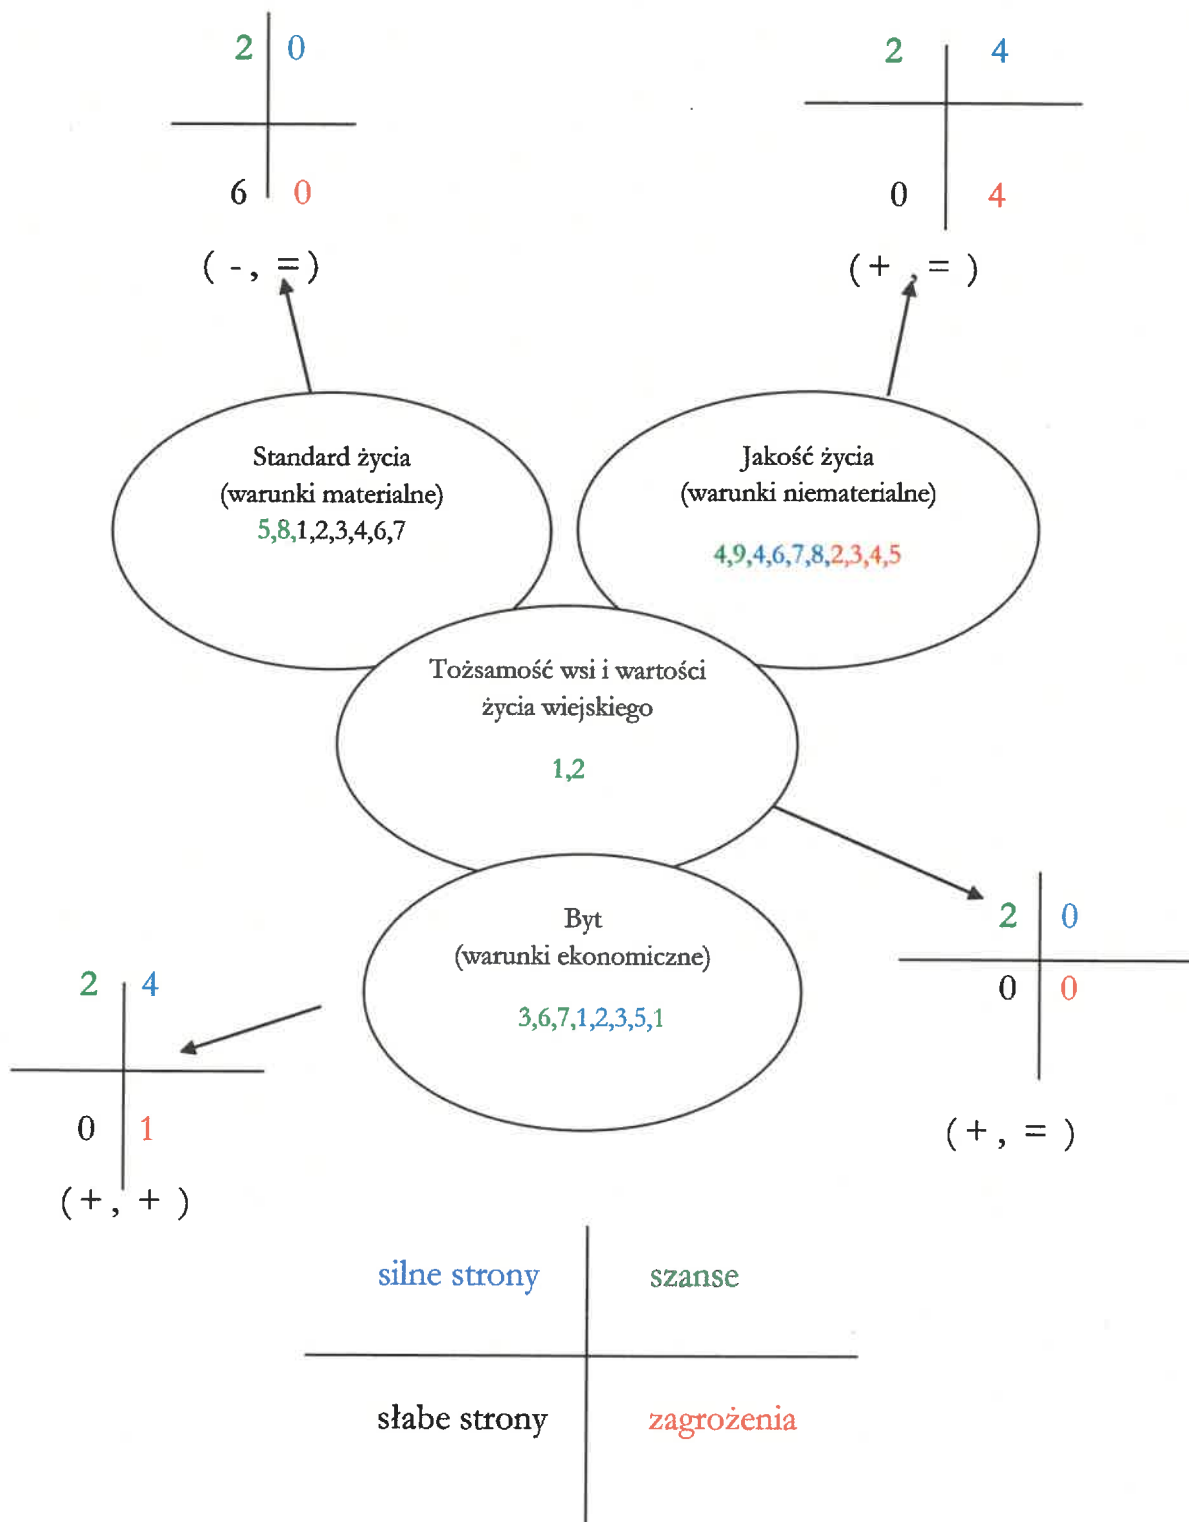 2 0
6 0
( - , = )
2 4
0 4
( + , = )
Standard życia
(warunki materialne)
5,8,1,2,3,4,6,7
Jakość życia
(warunki niematerialne)
4,9,4,6,7,8,2,3,4,5
Tożsamość wsi i wartości
życia wiejskiego
1,2
2 0
0 0
( + , = )
Byt
(warunki ekonomiczne)
3,6,7,1,2,3,5,1
2 4
0 1
( + , + )
silne strony szanse
słabe strony zagrożenia